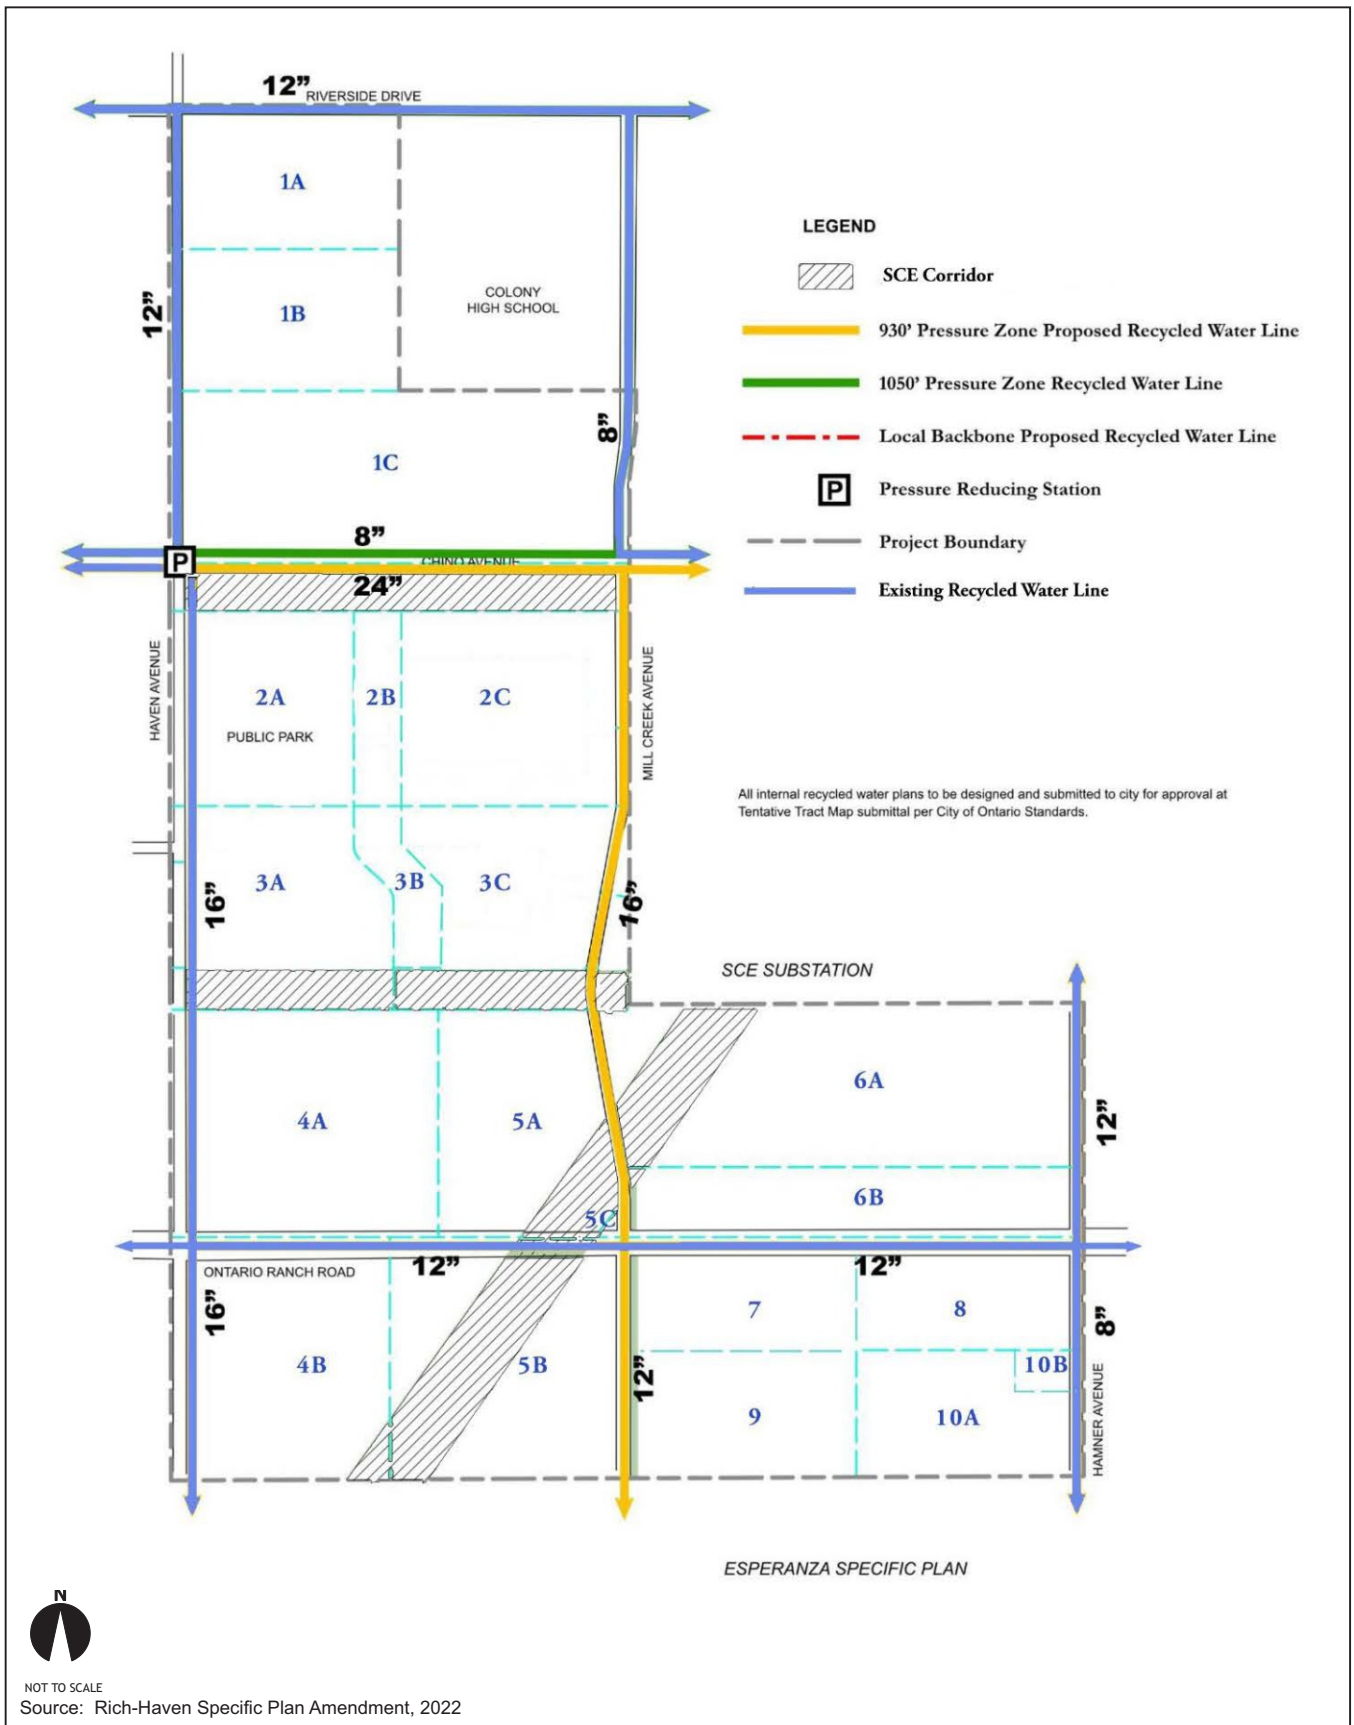 12”
RIVERSIDE DRIVE
1A
12”
1B
COLONY
HIGH SCHOOL
8”
1C
8”
P
CHINO AVENUE
24”
LEGEND
SCE Corridor
930’ Pressure Zone Proposed Recycled Water Line
1050’ Pressure Zone Recycled Water Line
Local Backbone Proposed Recycled Water Line
P
Pressure Reducing Station
Project Boundary
Existing Recycled Water Line
HAVEN AVENUE
2A
2B
2C
PUBLIC PARK
MILL CREEK AVENUE
All internal recycled water plans to be designed and submitted to city for approval at
Tentative Tract Map submittal per City of Ontario Standards.
3A
3B
3C
16”
16”
SCE SUBSTATION
6A
4A
5A
12”
6B
5C
ONTARIO RANCH ROAD
12”
12”
16”
7
8
8”
4B
5B
12”
10B
9
10A
HAMNER AVENUE
ESPERANZA SPECIFIC PLAN
N
NOT TO SCALE
Source: Rich-Haven Specific Plan Amendment, 2022